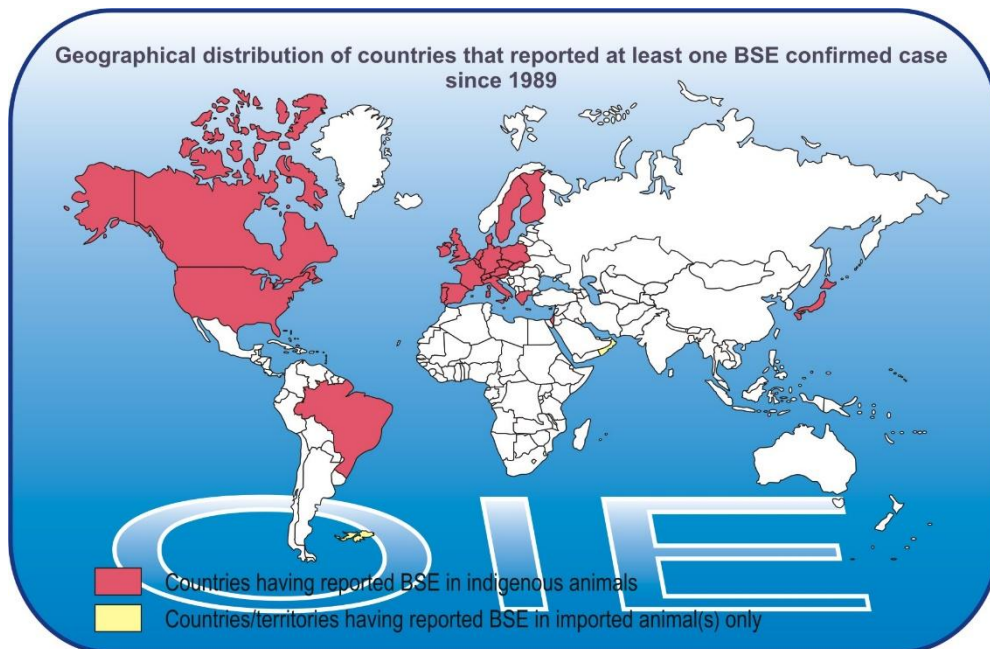 Geographical distribution of countries that reported at least one BSE confirmed case
since 1989
OIE
Countries having reported BSE in indigenous animals
Countries/territories having reported BSE in imported animal(s) only